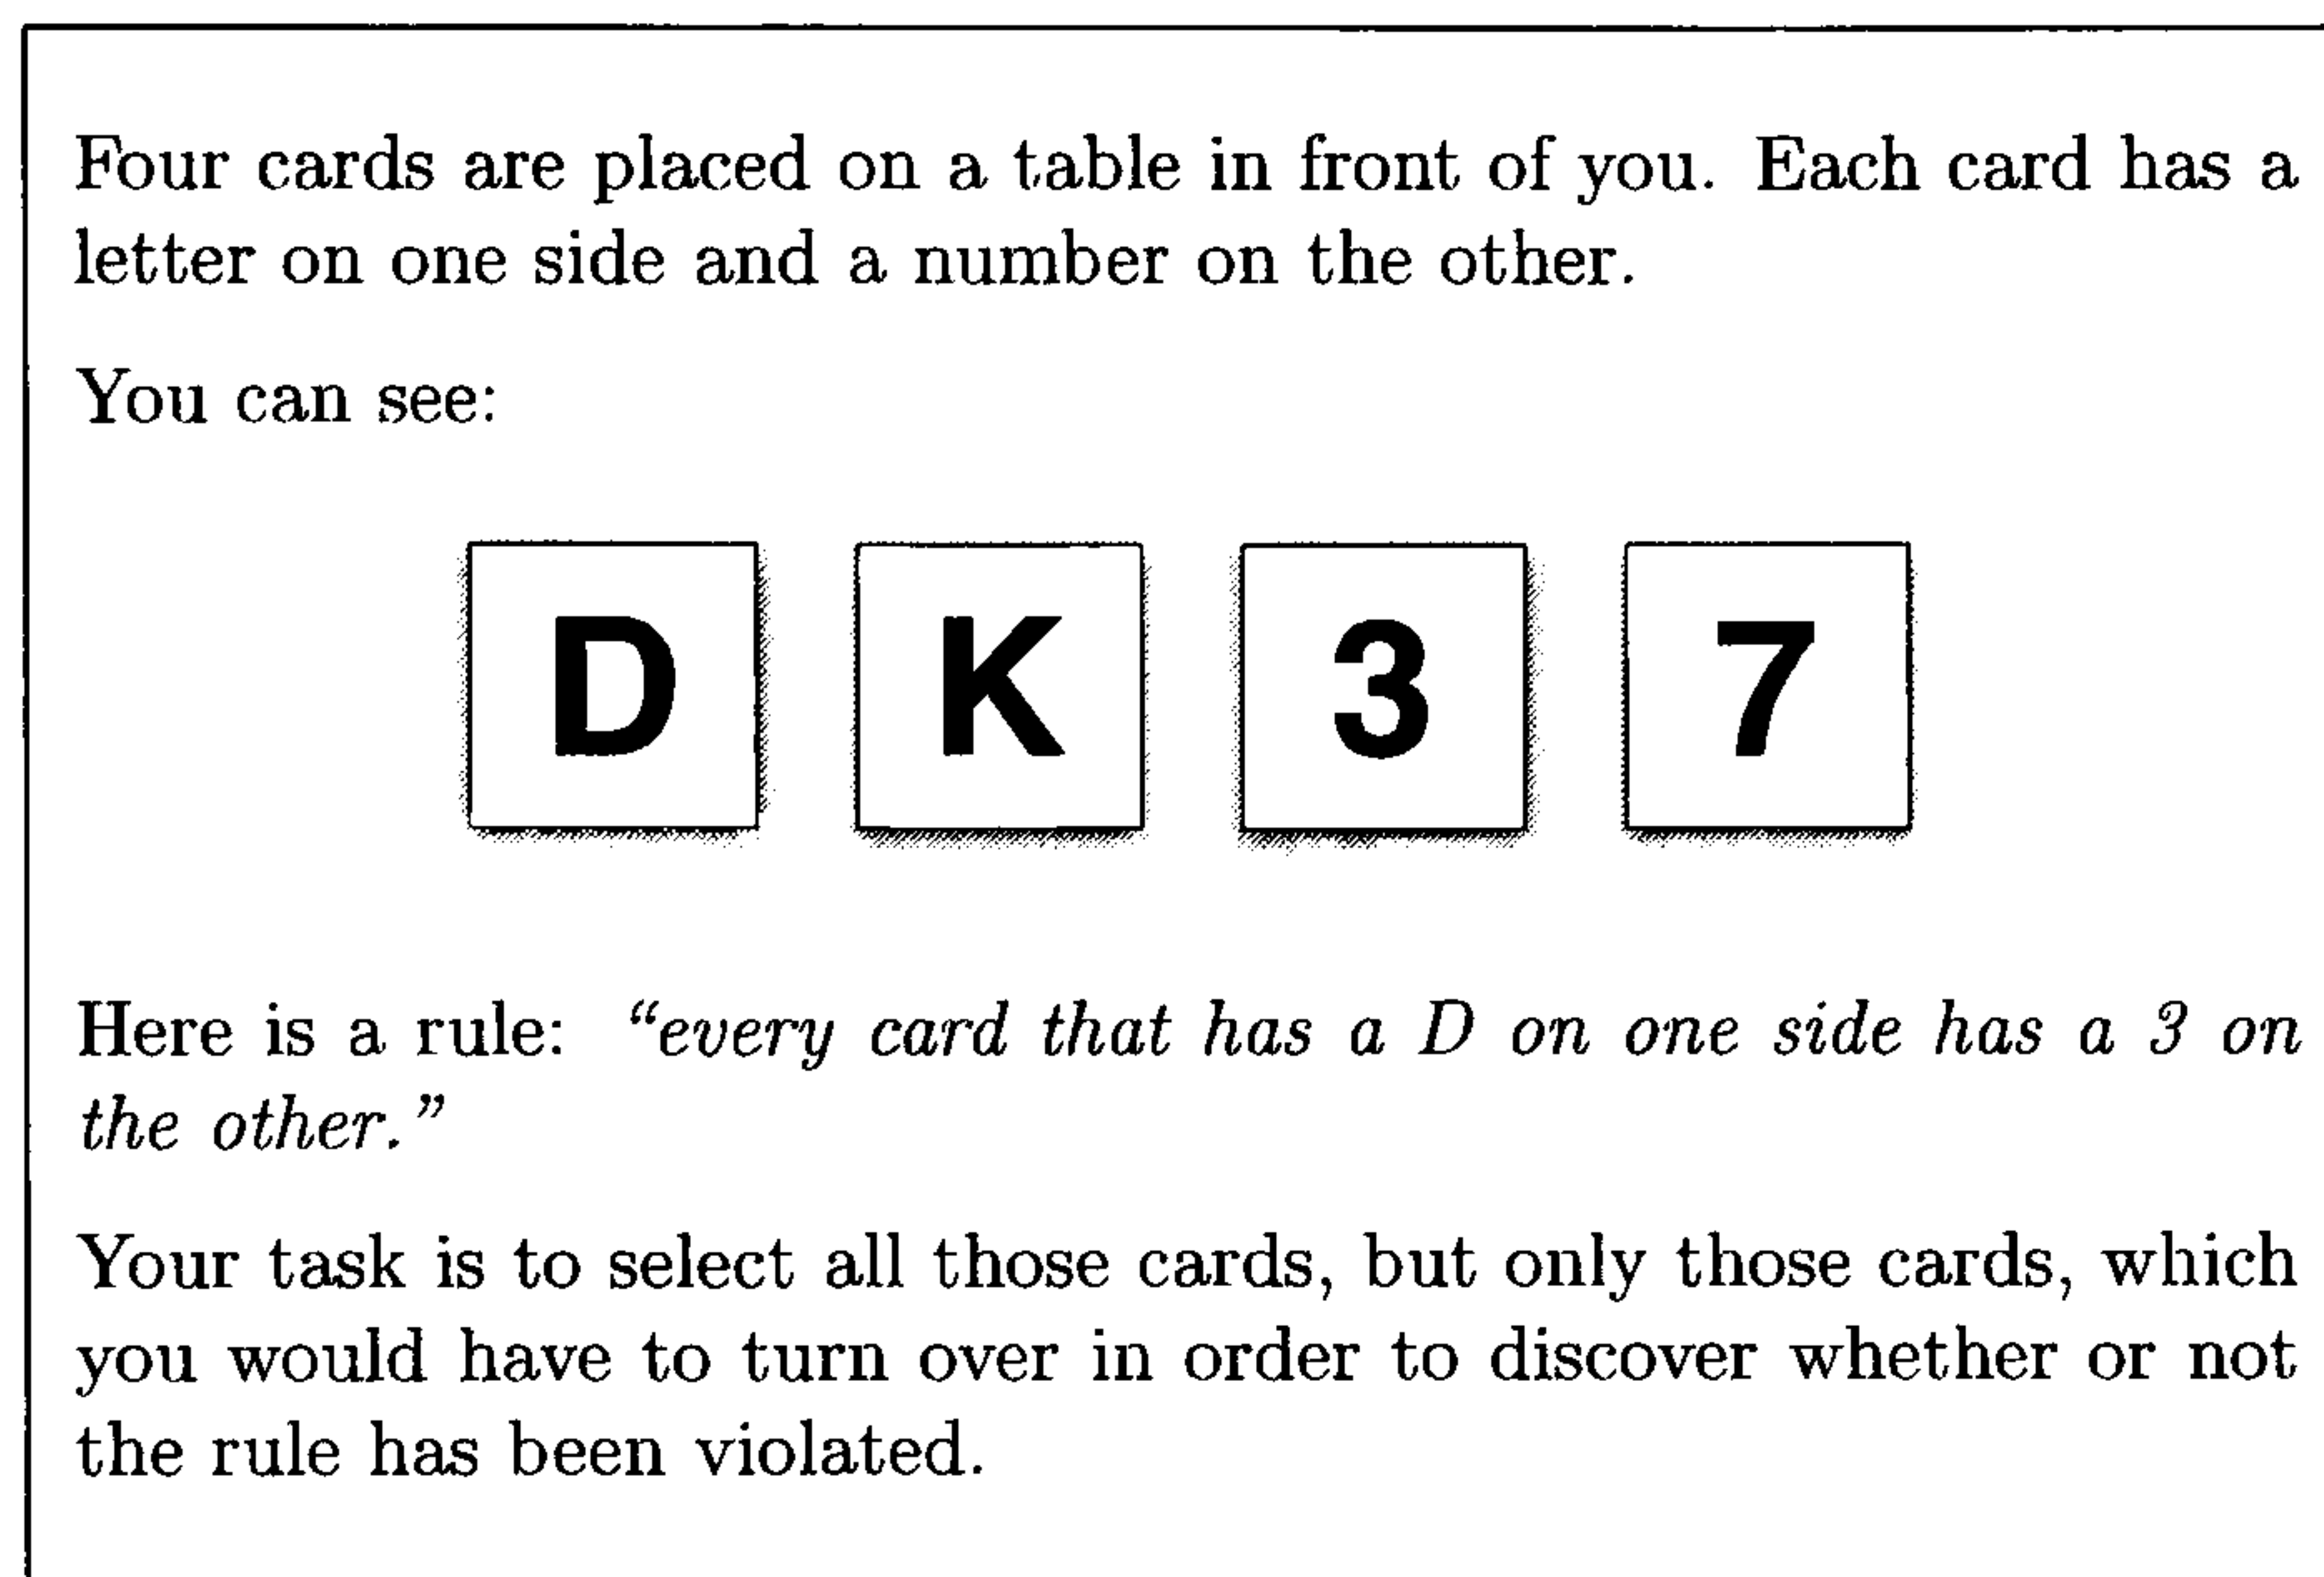 Four cards are placed on a table in front of you. Each card has a
letter on one side and a number on the other.
You can see:
D K 3 7
Here is a rule: “every card that has a D on one side has a 3 on
the other.”
Your task is to select all those cards, but only those cards, which
you would have to turn over in order to discover whether or not
the rule has been violated.